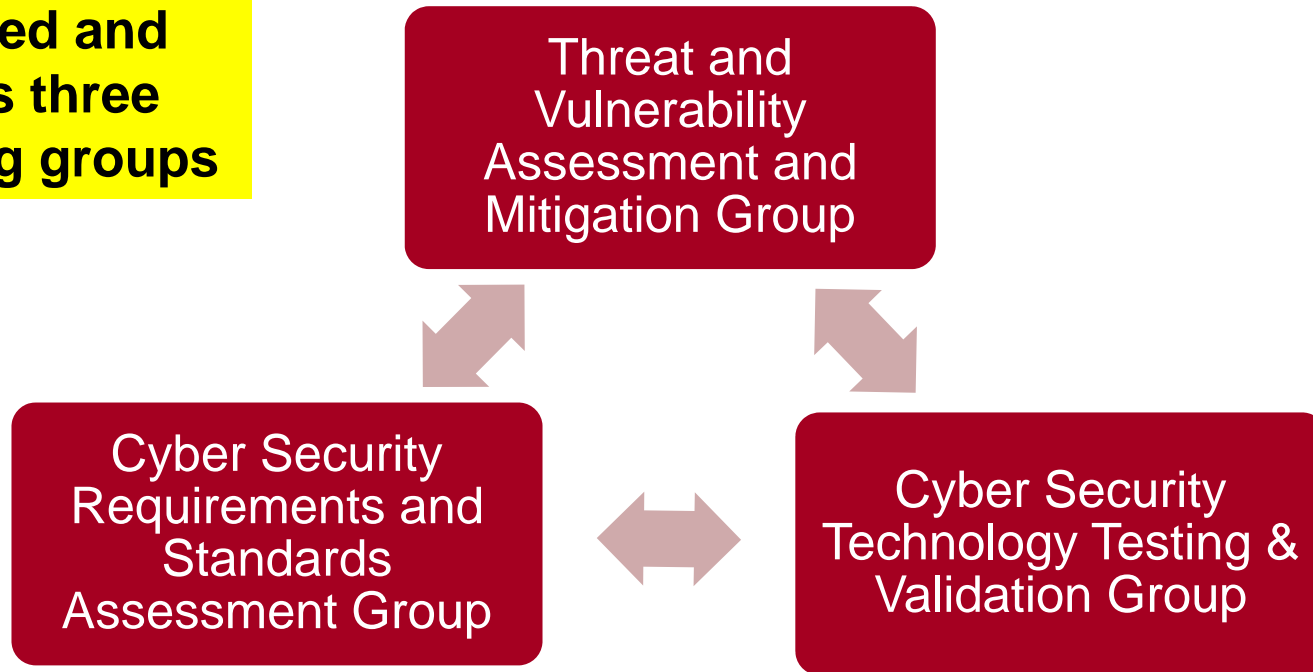 ed and
s three
g groups
Threat and
Vulnerability
Assessment and
Mitigation Group
Cyber Security
Requirements and
Standards
Assessment Group
Cyber Security
Technology Testing &
Validation Group